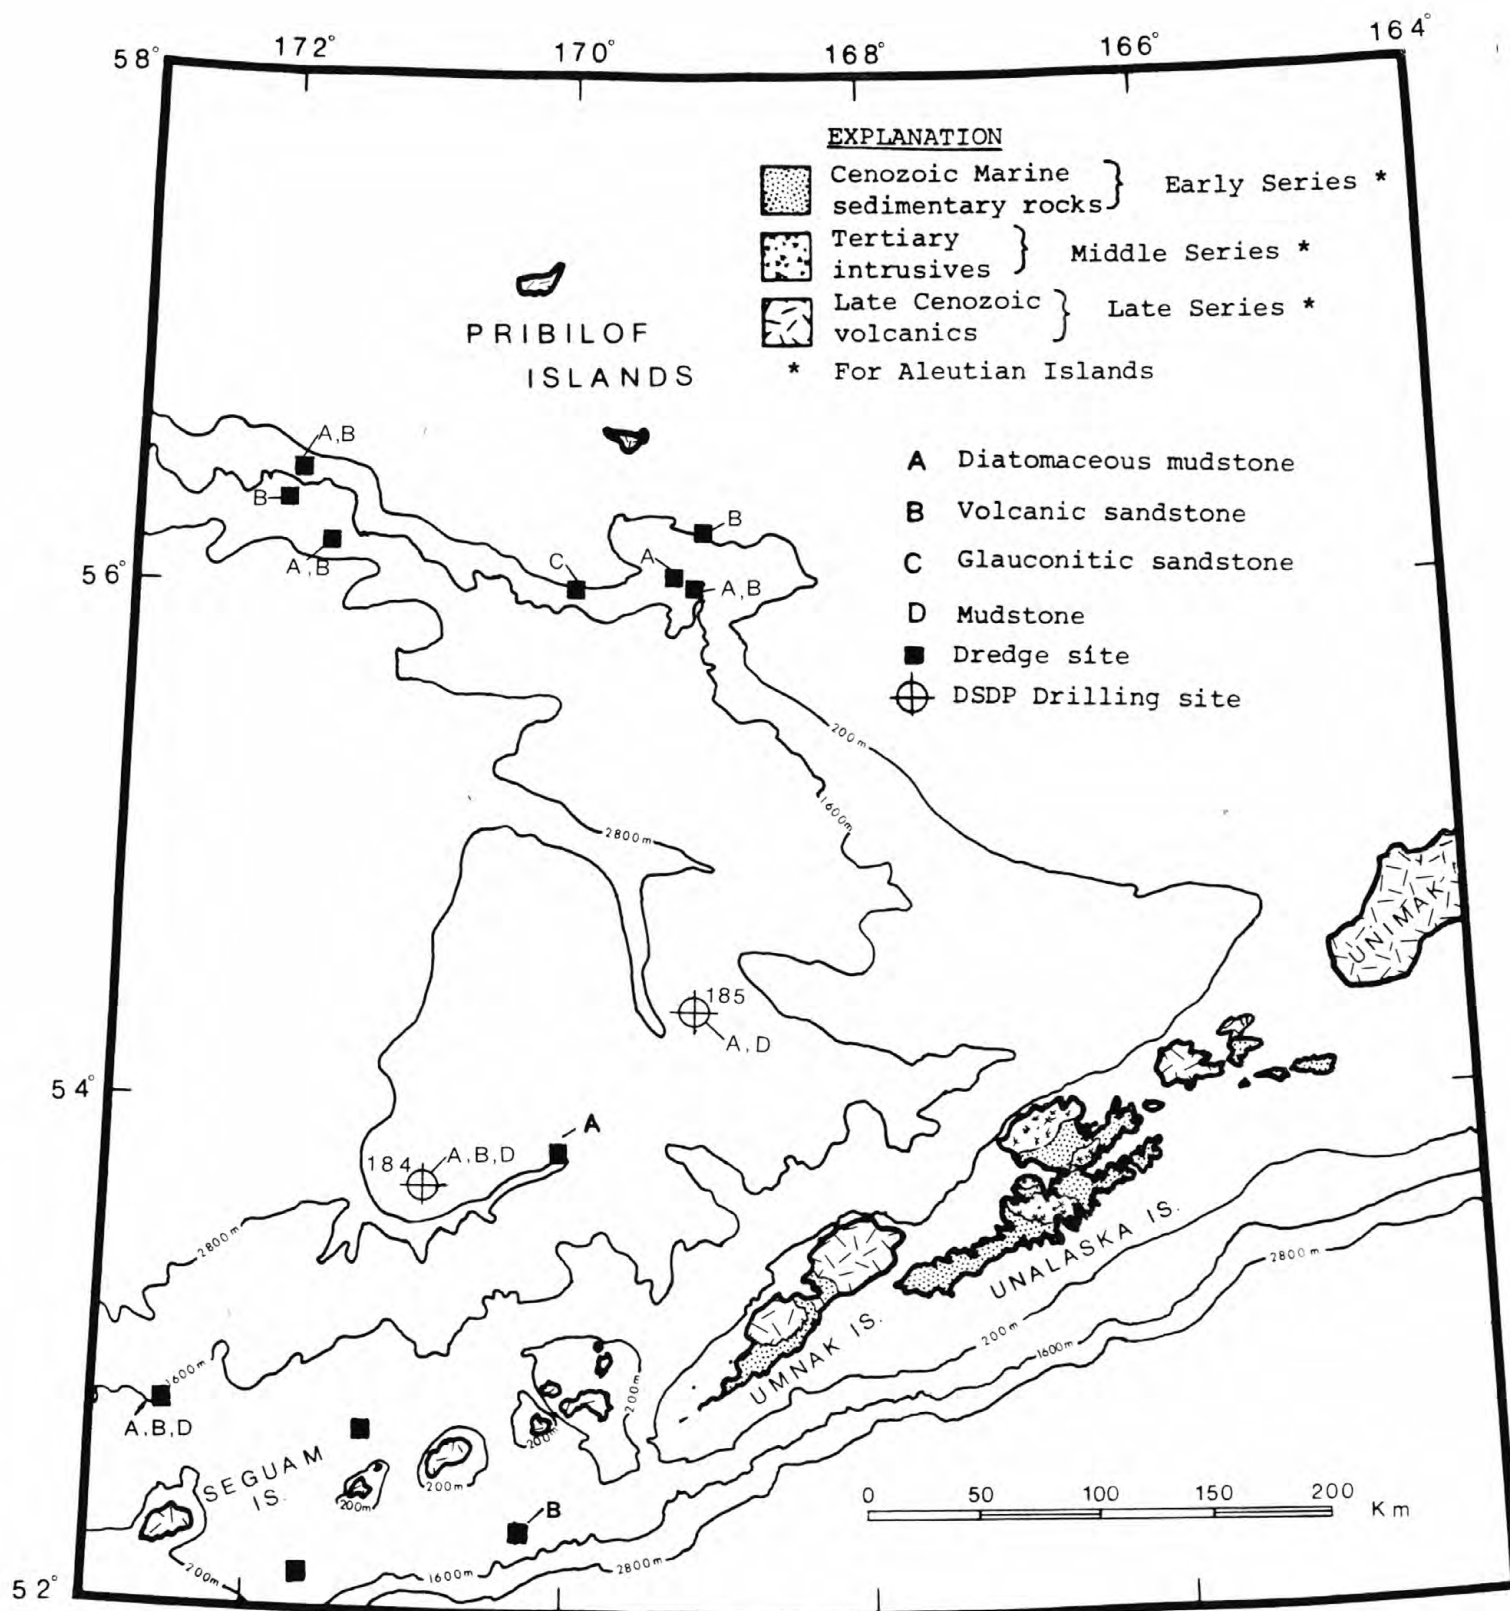 172°
170°
168°
166°
164°
58°
EXPLANATION
Cenozoic Marine
sedimentary rocks
Early Series *
Tertiary
intrusives
Middle Series *
Late Cenozoic
volcanics
Late Series *
* For Aleutian Islands
PRIBILOF
ISLANDS
A,B
B
A,B
C
B
A
A,B
56°
A Diatomaceous mudstone
B Volcanic sandstone
C Glauconitic sandstone
D Mudstone
Dredge site
DSDP Drilling site
200m
1600m
2800m
UNIMAK
185
A,D
54°
A
184
A,B,D
2800m
UNALASKA IS.
2800m
200m
1600m
UMNAK IS.
1600m
A,B,D
200m
200m
SEGUAM
IS.
200m
200m
B
0 50 100 150 200
Km
200m
1600m
2800m
52°